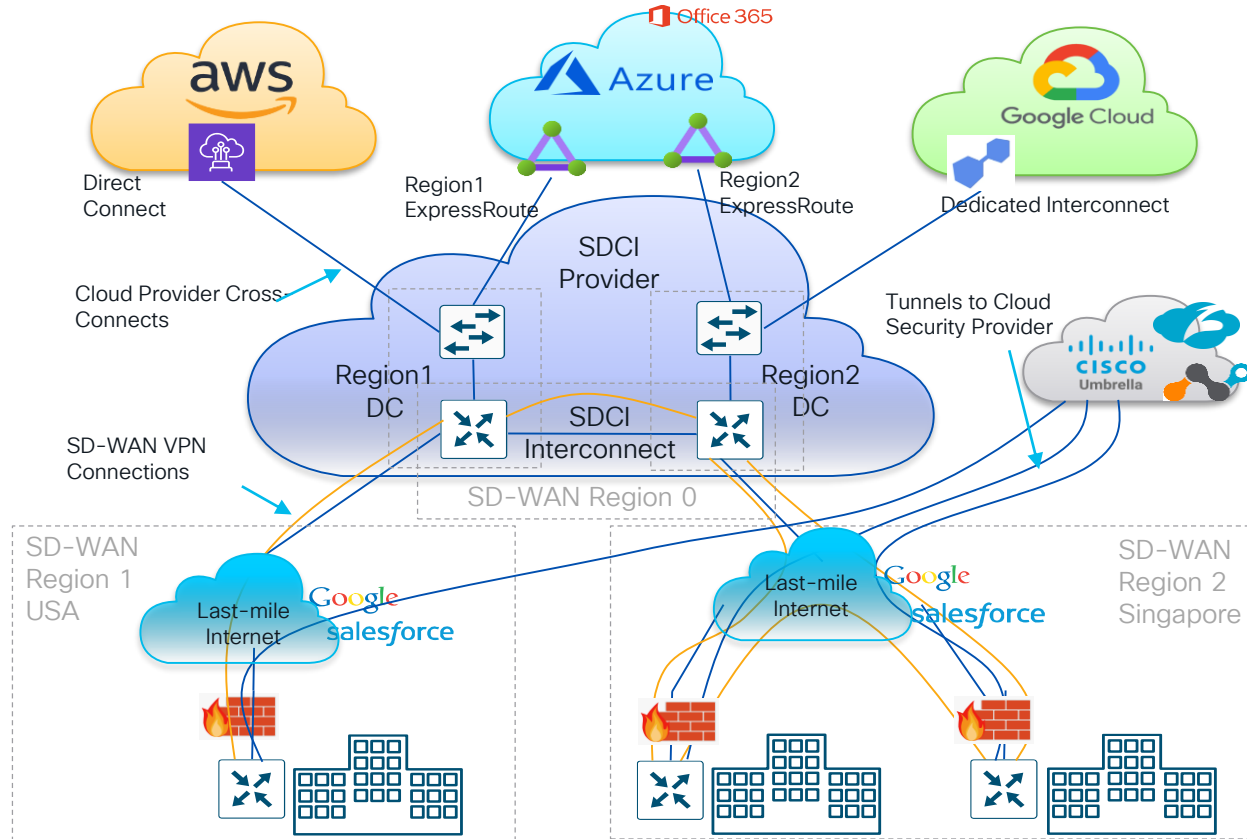 Office 365
aws
Azure
Google Cloud
Direct
Connect
Region1
ExpressRoute
Region2
ExpressRoute
Dedicated Interconnect
SDCI
Provider
Cloud Provider Cross-
Connects
Tunnels to Cloud
Security Provider
CISCO
Umbrella
Region1
DC
Region2
DC
SDCI
Interconnect
SD-WAN VPN
Connections
SD-WAN Region 0
SD-WAN
Region 1
USA
Last-mile
Internet
Google
salesforce
Last-mile
Internet
Google
salesforce
SD-WAN
Region 2
Singapore